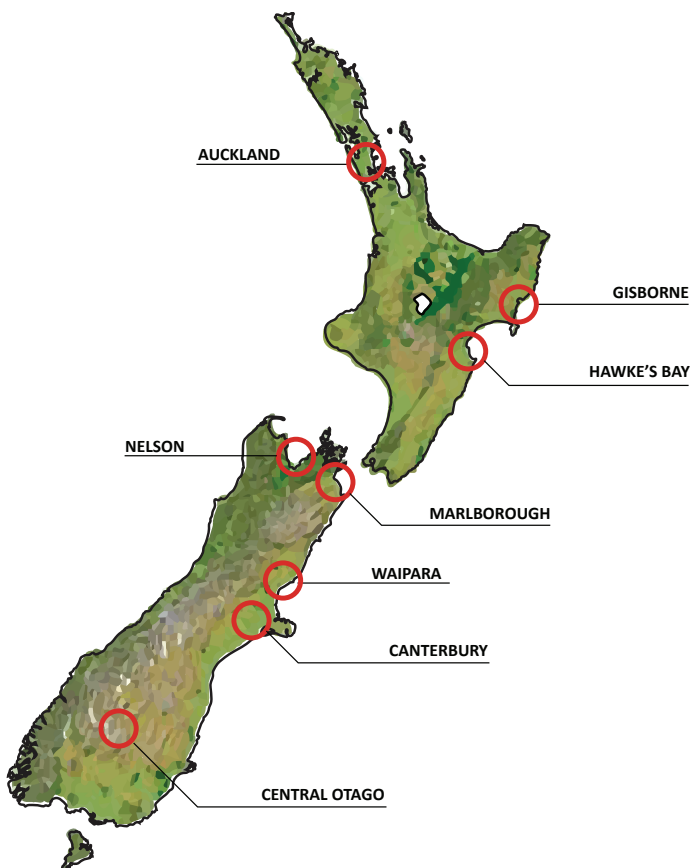 AUCKLAND
GISBORNE
HAWKE'S BAY
NELSON
MARLBOROUGH
WAIPARA
CANTERBURY
CENTRAL OTAGO